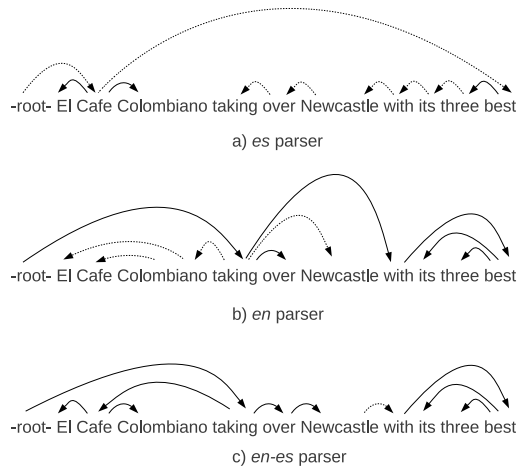 -root- El Cafe Colombiano taking over Newcastle with its three best
a) es parser
-root- El Cafe Colombiano taking over Newcastle with its three best
b) en parser
-root- El Cafe Colombiano taking over Newcastle with its three best
c) en-es parser